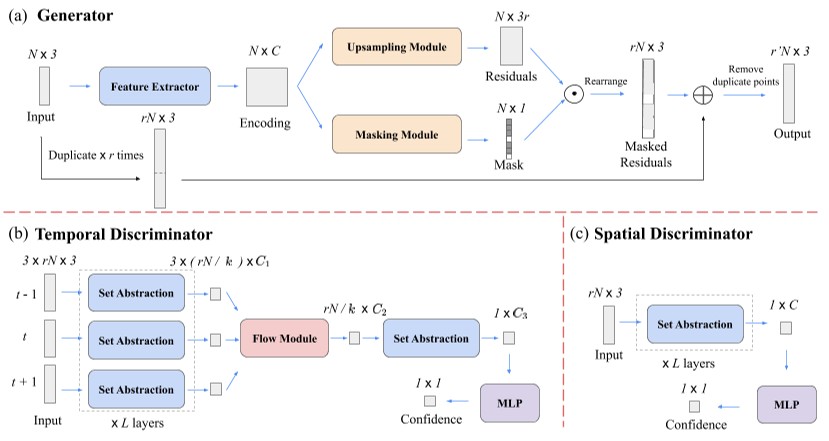 (a) Generator
N x 3
Input
Feature Extractor
N x C
Encoding
Upsampling Module
N x 3r
Residuals
Masking Module
N x 1
Mask
Rearrange
rN x 3
Masked
Residuals
Remove
duplicate points
r'N x 3
Output
rN x 3
Duplicate x r times
(b) Temporal Discriminator
3 x rN x 3
3 x ( rN / k ) x C1
t - 1
Set Abstraction
t
Set Abstraction
t + 1
Set Abstraction
Input
x L layers
Flow Module
rN / k x C2
Set Abstraction
1 x C3
MLP
1 x 1
Confidence
(c) Spatial Discriminator
rN x 3
Input
Set Abstraction
x L layers
1 x C
MLP
1 x 1
Confidence